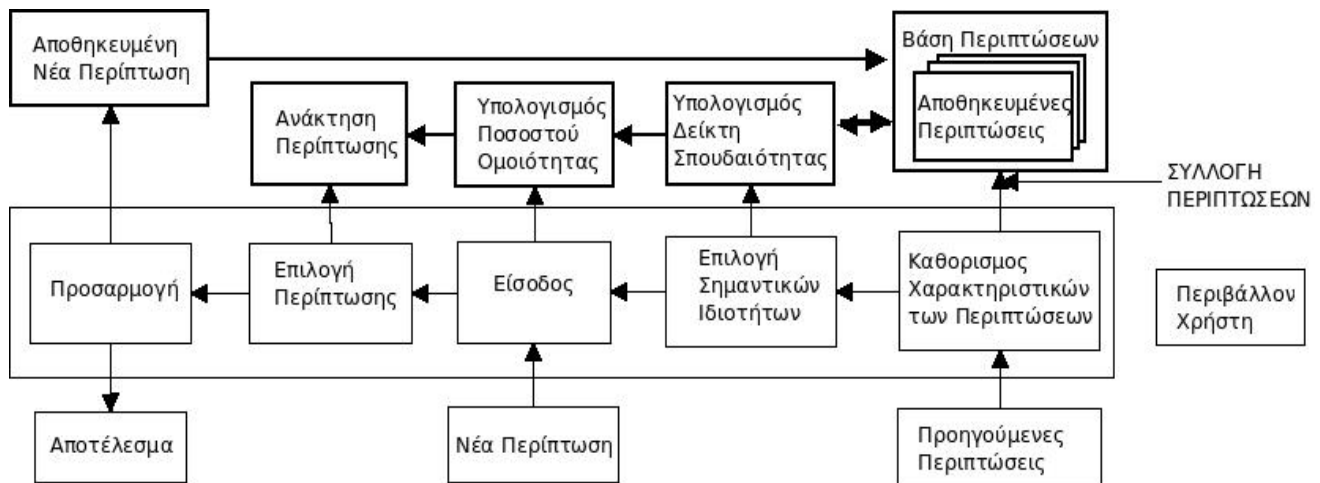 Αποθηκευμένη
Νέα Περίπτωση
Βάση Περιπτώσεων
Αποθηκευμένες
Περιπτώσεις
Ανάκτηση
Περίπτωσης
Υπολογισμός
Ποσοστού
Ομοιότητας
Υπολογισμός
Δείκτη
Σπουδαιότητας
ΣΥΛΛΟΓΗ
ΠΕΡΙΠΤΩΣΕΩΝ
Προσαρμογή
Επιλογή
Περίπτωσης
Είσοδος
Επιλογή
Σημαντικών
Ιδιοτήτων
Καθορισμος
Χαρακτηριστικών
των Περιπτώσεων
Περιβάλλον
Χρήστη
Αποτέλεσμα
Νέα Περίπτωση
Προηγούμενες
Περιπτώσεις